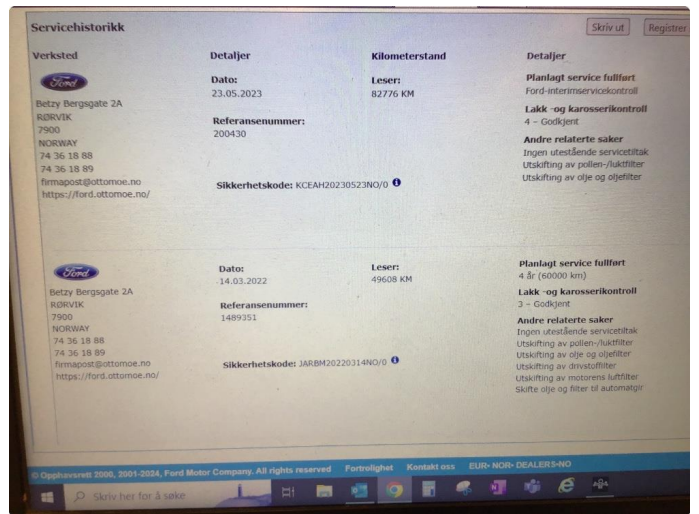 Servicehistorikk
Skriv ut
Registrer
Verksted
Detaljer
Kilometerstand
Detaljer
Ford
Betzy Bergsgate 2A
RØRVIK
7900
NORWAY
74 36 18 88
74 36 18 89
firmapost@ottomoe.no
https://ford.ottomoe.no/
Dato:
23.05.2023
Referansenummer:
200430
Sikkerhetskode: KCEAH20230523NO/0
Leser:
82776 KM
Planlagt service fullført
Ford-interimservicekontroll
Lakk -og karosserikontroll
4 - Godkjent
Andre relaterte saker
Ingen utestående servicetiltak
Utskifting av pollen-/luktfilter
Utskifting av olje og oljefilter
Ford
Betzy Bergsgate 2A
RØRVIK
7900
NORWAY
74 36 18 88
74 36 18 89
firmapost@ottomoe.no
https://ford.ottomoe.no/
Dato:
14.03.2022
Referansenummer:
1489351
Sikkerhetskode: JARBM20220314NO/0
Leser:
49608 KM
Planlagt service fullført
4 år (60000 km)
Lakk -og karosserikontroll
3 - Godkjent
Andre relaterte saker
Ingen utestående servicetiltak
Utskifting av pollen-/luktfilter
Utskifting av olje og oljefilter
Utskifting av drivstoffilter
Utskifting av motorens luftfilter
Skifte olje og filter til automatgir
© Opphavsrett 2000, 2001-2024, Ford Motor Company. All rights reserved
Fortrolighet
Kontakt oss
EUR- NOR- DEALERS-NO
Skriv her for å søke